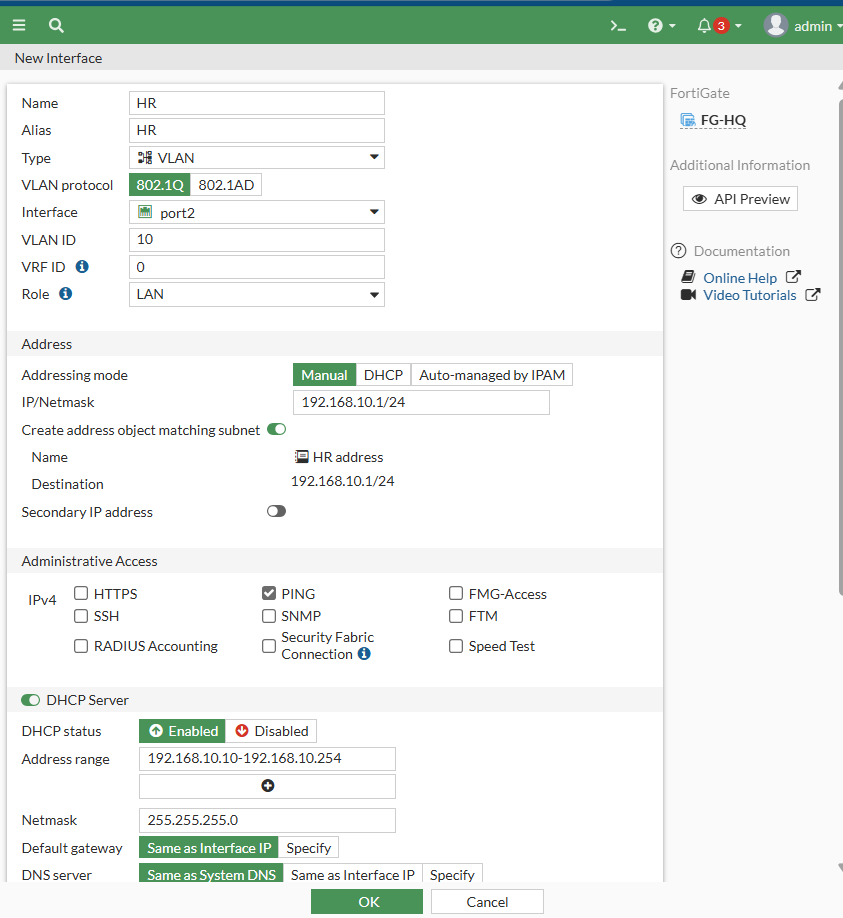 >_ ? 3 admin
New Interface
Name HR
Alias HR
Type VLAN
VLAN protocol 802.1Q 802.1AD
Interface port2
VLAN ID 10
VRF ID 0
Role LAN
Address
Addressing mode Manual DHCP Auto-managed by IPAM
IP/Netmask 192.168.10.1/24
Create address object matching subnet
Name HR address
Destination 192.168.10.1/24
Secondary IP address
Administrative Access
IPv4 HTTPS PING FMG-Access
SSH SNMP FTM
RADIUS Accounting Security Fabric Connection Speed Test
DHCP Server
DHCP status Enabled Disabled
Address range 192.168.10.10-192.168.10.254
Netmask 255.255.255.0
Default gateway Same as Interface IP Specify
DNS server Same as System DNS Same as Interface IP Specify
OK Cancel
FortiGate
FG-HQ
Additional Information
API Preview
Documentation
Online Help
Video Tutorials